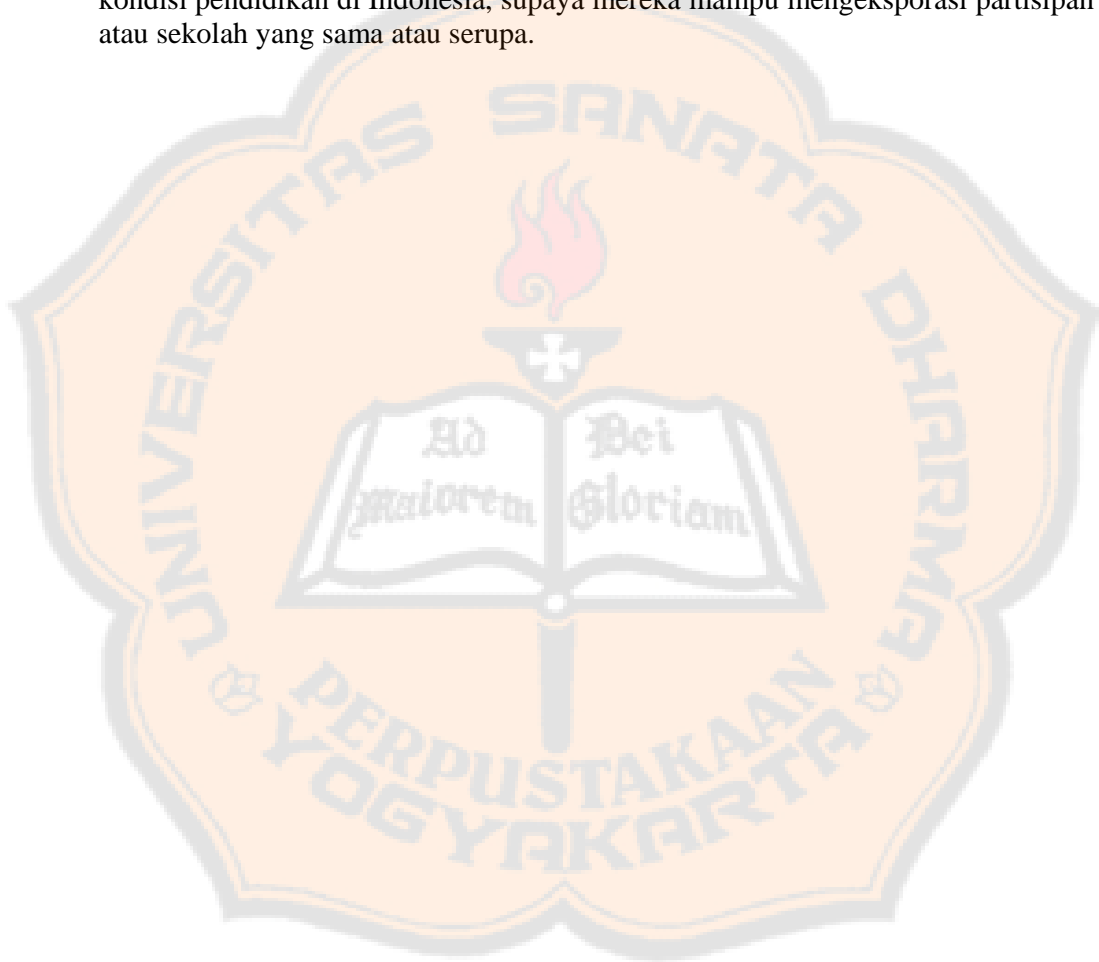 kondisi pendidikan di Indonesia, supaya mereka mampu mengeksporasi partisipan
atau sekolah yang sama atau serupa.
UNIVERSITAS SANATA DHARMA
Ad
Maiorem
Dei
Gloriam
PERPUSTAKAAN
YOGYAKARTA